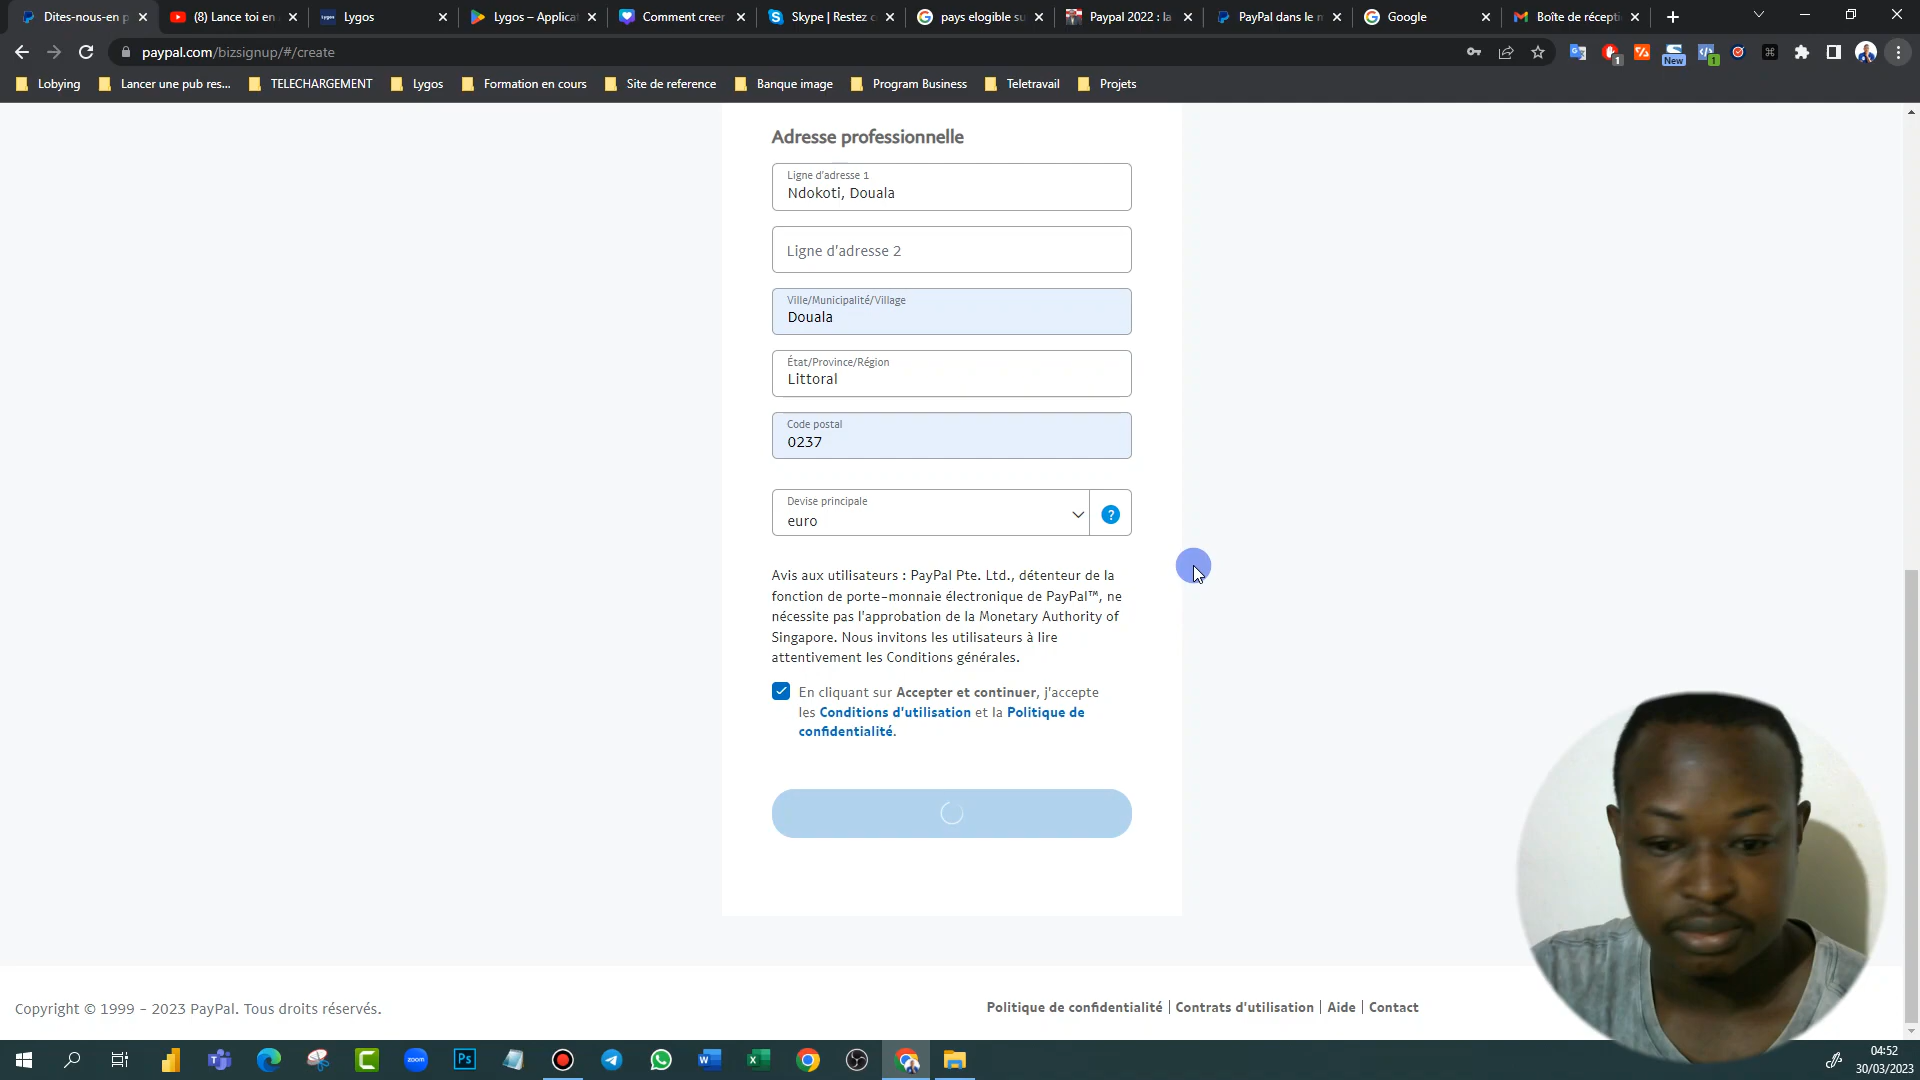 Dites-nous-en p
(8) Lance toi en
Lygos
Lygos – Applicat
Comment creer
Skype | Restez c
pays elogible su
Paypal 2022 : la
PayPal dans le m
Google
Boîte de récepti
paypal.com/bizsignup/#/create
1
New
1
Lobying
Lancer une pub res...
TELECHARGEMENT
Lygos
Formation en cours
Site de reference
Banque image
Program Business
Teletravail
Projets
Adresse professionnelle
Ligne d'adresse 1
Ndokoti, Douala
Ligne d'adresse 2
Ville/Municipalité/Village
Douala
État/Province/Région
Littoral
Code postal
0237
Devise principale
euro
?
Avis aux utilisateurs : PayPal Pte. Ltd., détenteur de la
fonction de porte-monnaie électronique de PayPal™, ne
nécessite pas l'approbation de la Monetary Authority of
Singapore. Nous invitons les utilisateurs à lire
attentivement les Conditions générales.
En cliquant sur Accepter et continuer, j'accepte
les Conditions d'utilisation et la Politique de
confidentialité.
Copyright © 1999 - 2023 PayPal. Tous droits réservés.
Politique de confidentialité | Contrats d'utilisation | Aide | Contact
zoom
Ps
04:52
30/03/2023